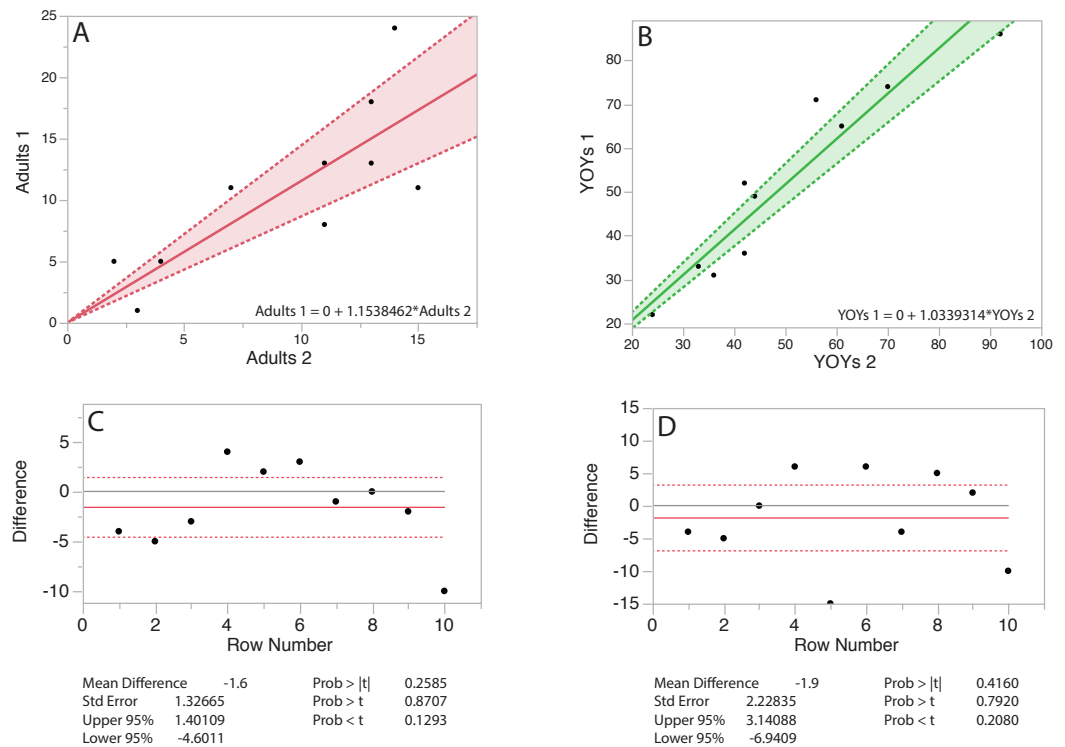 A
25
20
15
10
5
0
Adults 1
0
5
10
15
Adults 2
Adults 1 = 0 + 1.1538462*Adults 2
B
80
70
60
50
40
30
20
YOYs 1
20
30
40
50
60
70
80
90
100
YOYs 2
YOYs 1 = 0 + 1.0339314*YOYs 2
C
5
0
-5
-10
Difference
0
2
4
6
8
10
Row Number
Mean Difference -1.6 Prob > |t| 0.2585
Std Error 1.32665 Prob > t 0.8707
Upper 95% 1.40109 Prob < t 0.1293
Lower 95% -4.6011
D
15
10
5
0
-5
-10
-15
Difference
0
2
4
6
8
10
Row Number
Mean Difference -1.9 Prob > |t| 0.4160
Std Error 2.22835 Prob > t 0.7920
Upper 95% 3.14088 Prob < t 0.2080
Lower 95% -6.9409